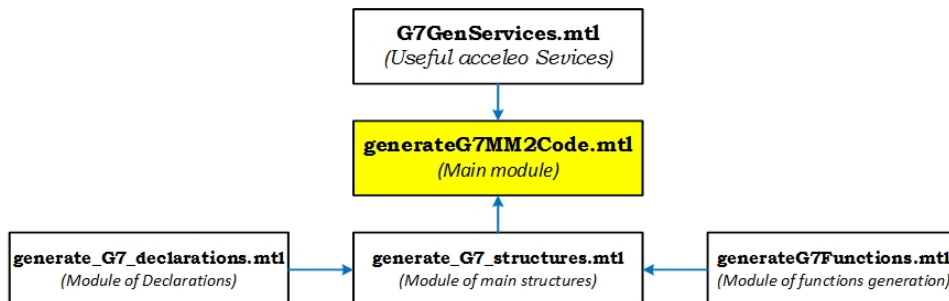 G7GenServices.mtl
(Useful acceleo Sevices)
generateG7MM2Code.mtl
(Main module)
generate_G7_declarations.mtl
(Module of Declarations)
generate_G7_structures.mtl
(Module of main structures)
generateG7Functions.mtl
(Module of functions generation)